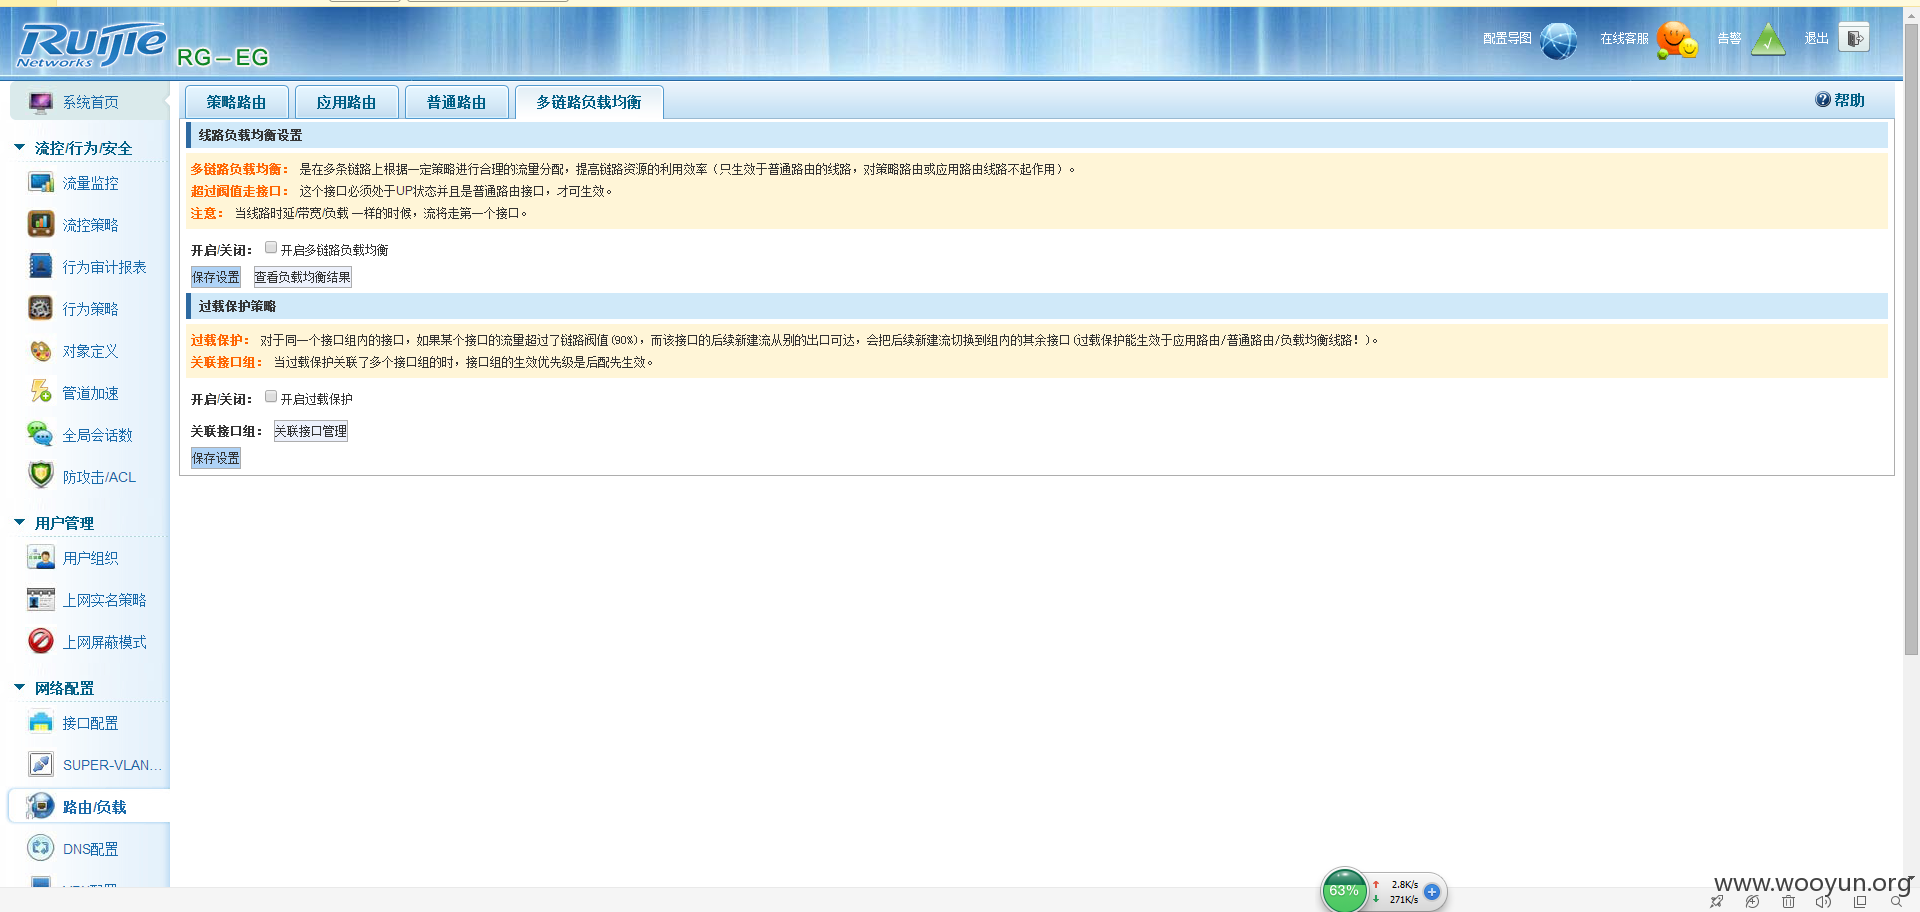 Ruijie
Networks
RG-EG
配置导图
在线客服
告警
退出
系统首页
流控/行为/安全
流量监控
流控策略
行为审计报表
行为策略
对象定义
管道加速
全局会话数
防攻击/ACL
用户管理
用户组织
上网实名策略
上网屏蔽模式
网络配置
接口配置
SUPER-VLAN...
路由/负载
DNS配置
策略路由
应用路由
普通路由
多链路负载均衡
帮助
线路负载均衡设置
多链路负载均衡： 是在多条链路上根据一定策略进行合理的流量分配，提高链路资源的利用效率（只生效于普通路由的线路，对策略路由或应用路由线路不起作用）。
超过阀值走接口： 这个接口必须处于UP状态并且是普通路由接口，才可生效。
注意： 当线路时延/带宽/负载 一样的时候，流将走第一个接口。
开启/关闭： 开启多链路负载均衡
保存设置 查看负载均衡结果
过载保护策略
过载保护： 对于同一个接口组内的接口，如果某个接口的流量超过了链路阀值(90%)，而该接口的后续新建流从别的出口可达，会把后续新建流切换到组内的其余接口(过载保护能生效于应用路由/普通路由/负载均衡线路！)。
关联接口组： 当过载保护关联了多个接口组的时，接口组的生效优先级是后配先生效。
开启/关闭： 开启过载保护
关联接口组： 关联接口管理
保存设置
63%
2.8K/s
271K/s
www.wooyun.org